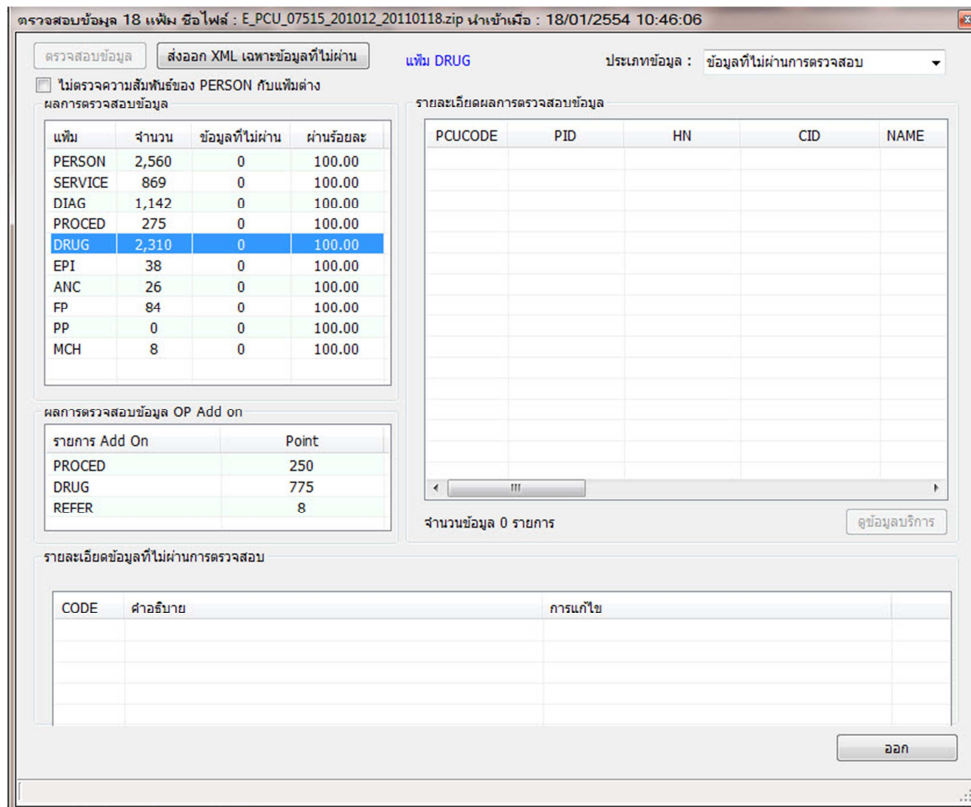 ตรวจสอบข้อมูล 18 แฟ้ม ชื่อไฟล์ : E_PCU_07515_201012_20110118.zip นำเข้าเมื่อ : 18/01/2554 10:46:06
ตรวจสอบข้อมูล ส่งออก XML เฉพาะข้อมูลที่ไม่ผ่าน แฟ้ม DRUG ประเภทข้อมูล : ข้อมูลที่ไม่ผ่านการตรวจสอบ
ไม่ตรวจความสัมพันธ์ของ PERSON กับแฟ้มต่าง
ผลการตรวจสอบข้อมูล
แฟ้ม จำนวน ข้อมูลที่ไม่ผ่าน ผ่านร้อยละ
PERSON 2,560 0 100.00
SERVICE 869 0 100.00
DIAG 1,142 0 100.00
PROCED 275 0 100.00
DRUG 2,310 0 100.00
EPI 38 0 100.00
ANC 26 0 100.00
FP 84 0 100.00
PP 0 0 100.00
MCH 8 0 100.00
รายละเอียดผลการตรวจสอบข้อมูล
PCUCODE PID HN CID NAME
จำนวนข้อมูล 0 รายการ ดูข้อมูลบริการ
ผลการตรวจสอบข้อมูล OP Add on
รายการ Add On Point
PROCED 250
DRUG 775
REFER 8
รายละเอียดข้อมูลที่ไม่ผ่านการตรวจสอบ
CODE คำอธิบาย การแก้ไข
ออก